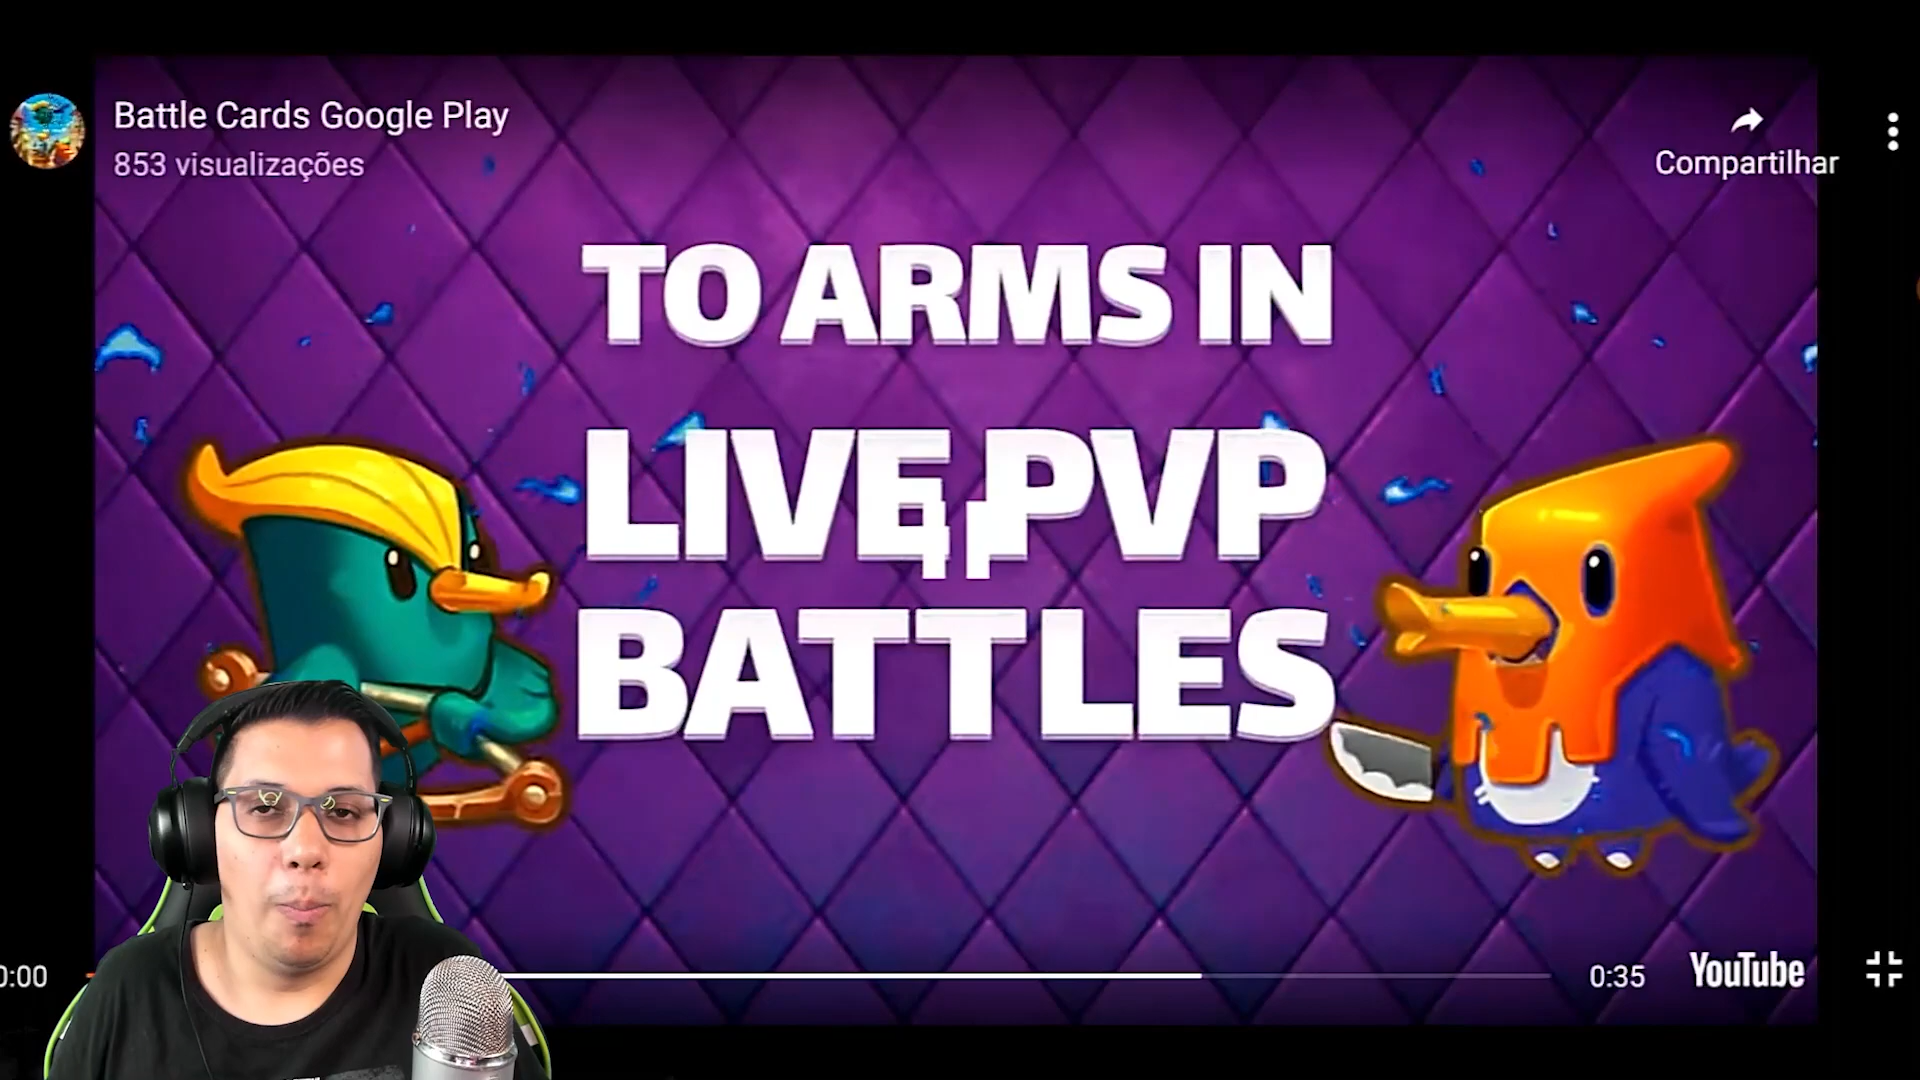 Battle Cards Google Play
853 visualizações
Compartilhar
TO ARMS IN
LIVE PVP
BATTLES
0:00
0:35
YouTube